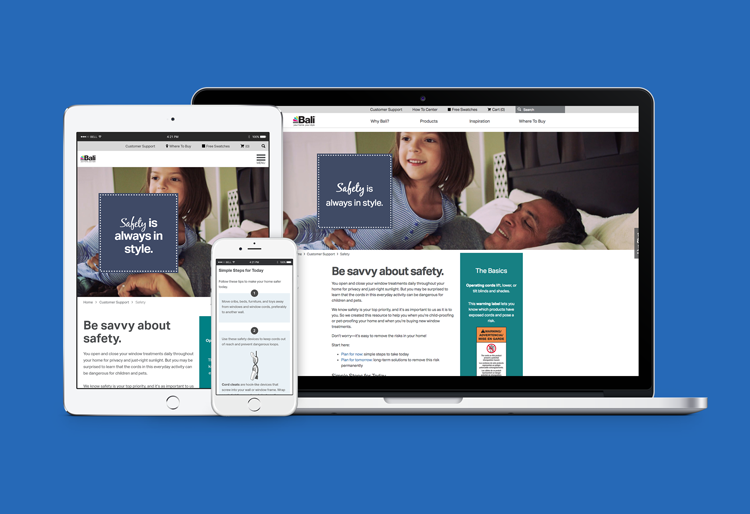 ●●●○○ BELL 4:21 PM 100%
Customer Support Where To Buy Free Swatches (0)
Bali
MENU
Safety is
always in
style.
Home > Customer Support > Safety
Be savvy about
safety.
You open and close your window treatments daily throughout
your home for privacy and just-right sunlight. But you may be
surprised to learn that the cords in this everyday activity can be
dangerous for children and pets.
We know safety is your top priority, and it's as important to us as
Simple Steps for Today
Follow these tips to make your home safer
today.
1
Move cribs, beds, furniture, and toys away
from windows and window cords, preferably
to another wall.
2
Use these safety devices to keep cords out
of reach and prevent dangerous loops:
Cord cleats are hook-like devices that
screw into your wall or window frame. Wrap
Customer Support How To Center Free Swatches Cart (0) Search
Bali
Why Bali? Products Inspiration Where To Buy
Safety is
always in style.
Customer Support > Safety
Be savvy about safety.
You open and close your window treatments daily throughout your
home for privacy and just-right sunlight. But you may be surprised to
learn that the cords in this everyday activity can be dangerous for
children and pets.
We know safety is your top priority, and it's as important to us as it is to
you. So we created this resource to help you when you're child-proofing
or pet-proofing your home and when you're buying new window
treatments.
Don't worry—it's easy to remove the risks in your home!
Start here:
Plan for now: simple steps to take today
Plan for tomorrow: long-term solutions to remove this risk
permanently
Simple Steps for Today
The Basics
Operating cords lift, lower, or
tilt blinds and shades.
This warning label lets you
know which products have
exposed cords and pose a
risk.
WARNING/
ADVERTENCIA/
MISE EN GARDE